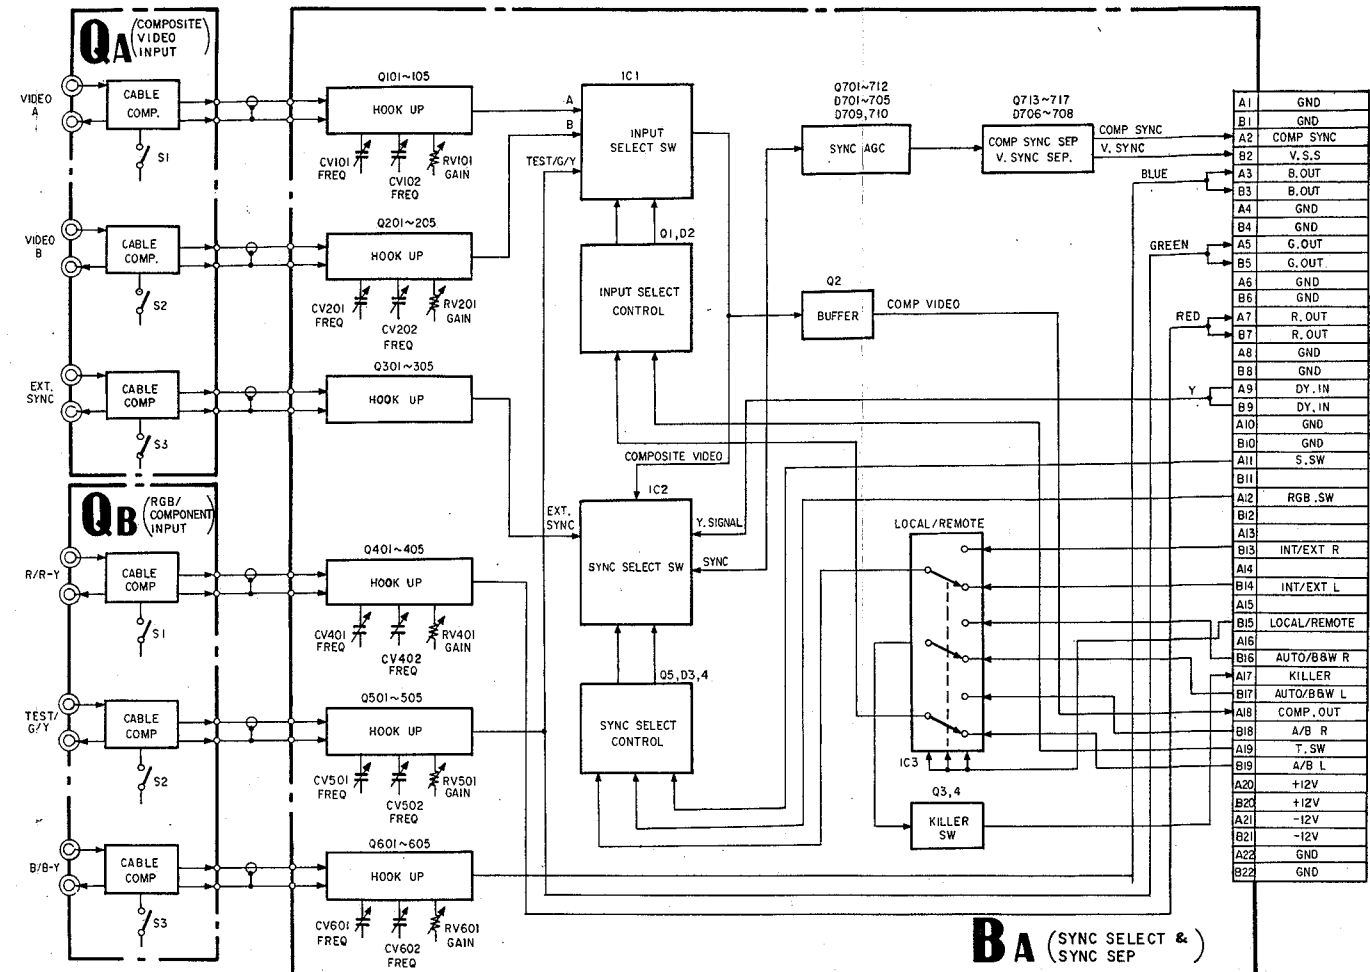 QA (COMPOSITE VIDEO INPUT)
VIDEO A
CABLE COMP.
S1
VIDEO B
CABLE COMP.
S2
EXT. SYNC
CABLE COMP
S3
QB (RGB/ COMPONENT INPUT)
R/R-Y
CABLE COMP
S1
TEST/ G/Y
CABLE COMP
S2
B/B-Y
CABLE COMP
S3
Q101~105
HOOK UP
CV101 FREQ
CV102 FREQ
RV101 GAIN
Q201~205
HOOK UP
CV201 FREQ
CV202 FREQ
RV201 GAIN
Q301~305
HOOK UP
Q401~405
HOOK UP
CV401 FREQ
CV402 FREQ
RV401 GAIN
Q501~505
HOOK UP
CV501 FREQ
CV502 FREQ
RV501 GAIN
Q601~605
HOOK UP
CV601 FREQ
CV602 FREQ
RV601 GAIN
A
B
TEST/G/Y
IC1
INPUT SELECT SW
Q1,D2
INPUT SELECT CONTROL
COMPOSITE VIDEO
IC2
EXT. SYNC
SYNC SELECT SW
Y.SIGNAL
SYNC
Q5,D3,4
SYNC SELECT CONTROL
Q701~712
D701~705
D709,710
SYNC AGC
Q713~717
D706~708
COMP SYNC SEP
V. SYNC SEP.
COMP SYNC
V. SYNC
Q2
BUFFER
COMP VIDEO
BLUE
GREEN
RED
Y
LOCAL/REMOTE
IC3
Q3,4
KILLER SW
A1 GND
B1 GND
A2 COMP SYNC
B2 V.S.S
A3 B.OUT
B3 B.OUT
A4 GND
B4 GND
A5 G.OUT
B5 G.OUT
A6 GND
B6 GND
A7 R.OUT
B7 R.OUT
A8 GND
B8 GND
A9 DY.IN
B9 DY.IN
A10 GND
B10 GND
A11 S.SW
B11
A12 RGB.SW
B12
A13
B13 INT/EXT R
A14
B14 INT/EXT L
A15
B15 LOCAL/REMOTE
A16
B16 AUTO/B&W R
A17 KILLER
B17 AUTO/B&W L
A18 COMP.OUT
B18 A/B R
A19 T.SW
B19 A/B L
A20 +12V
B20 +12V
A21 -12V
B21 -12V
A22 GND
B22 GND
BA (SYNC SELECT & SYNC SEP)